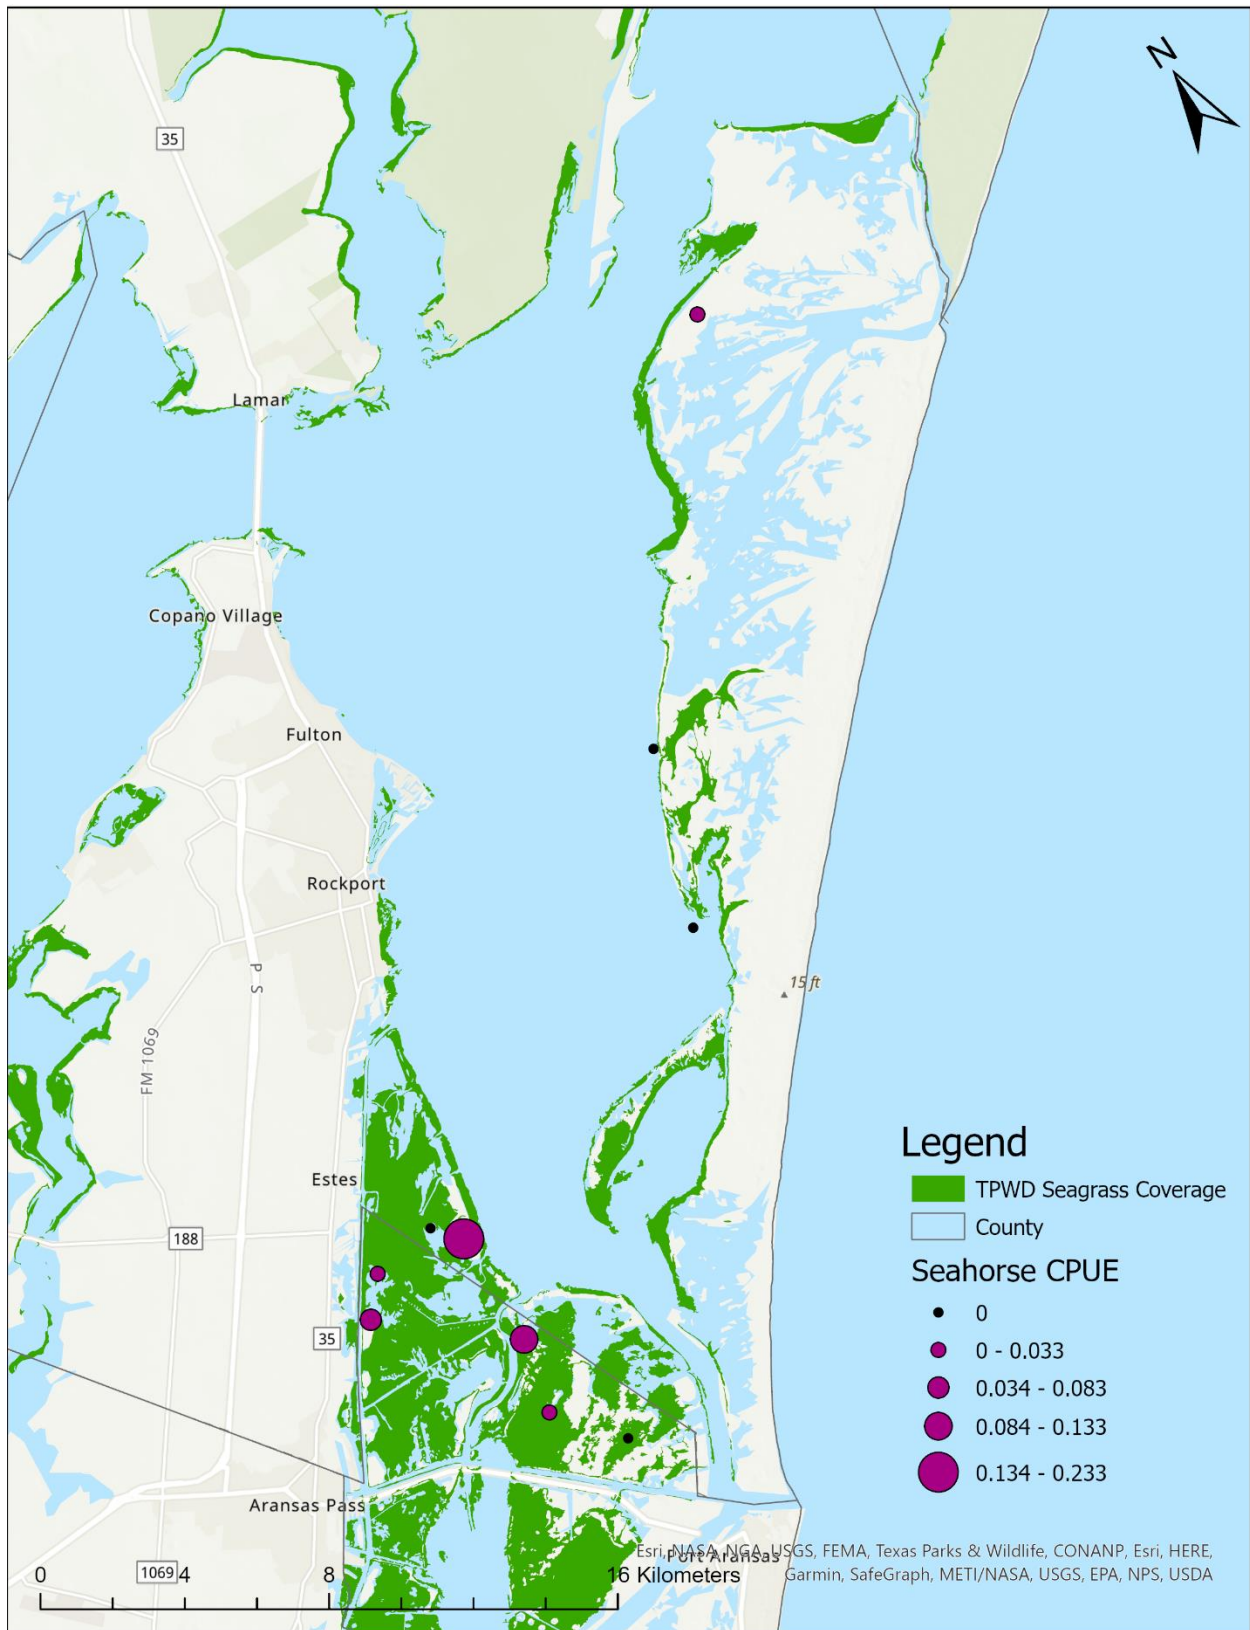 N
35
Lamar
Copano Village
Fulton
Rockport
P S
15 ft
FM 1069
Estes
188
35
Aransas Pass
1069
Port Aransas
Legend
TPWD Seagrass Coverage
County
Seahorse CPUE
0
0 - 0.033
0.034 - 0.083
0.084 - 0.133
0.134 - 0.233
Esri, NASA, NGA, USGS, FEMA, Texas Parks & Wildlife, CONANP, Esri, HERE,
Garmin, SafeGraph, METI/NASA, USGS, EPA, NPS, USDA
0 4 8 16 Kilometers